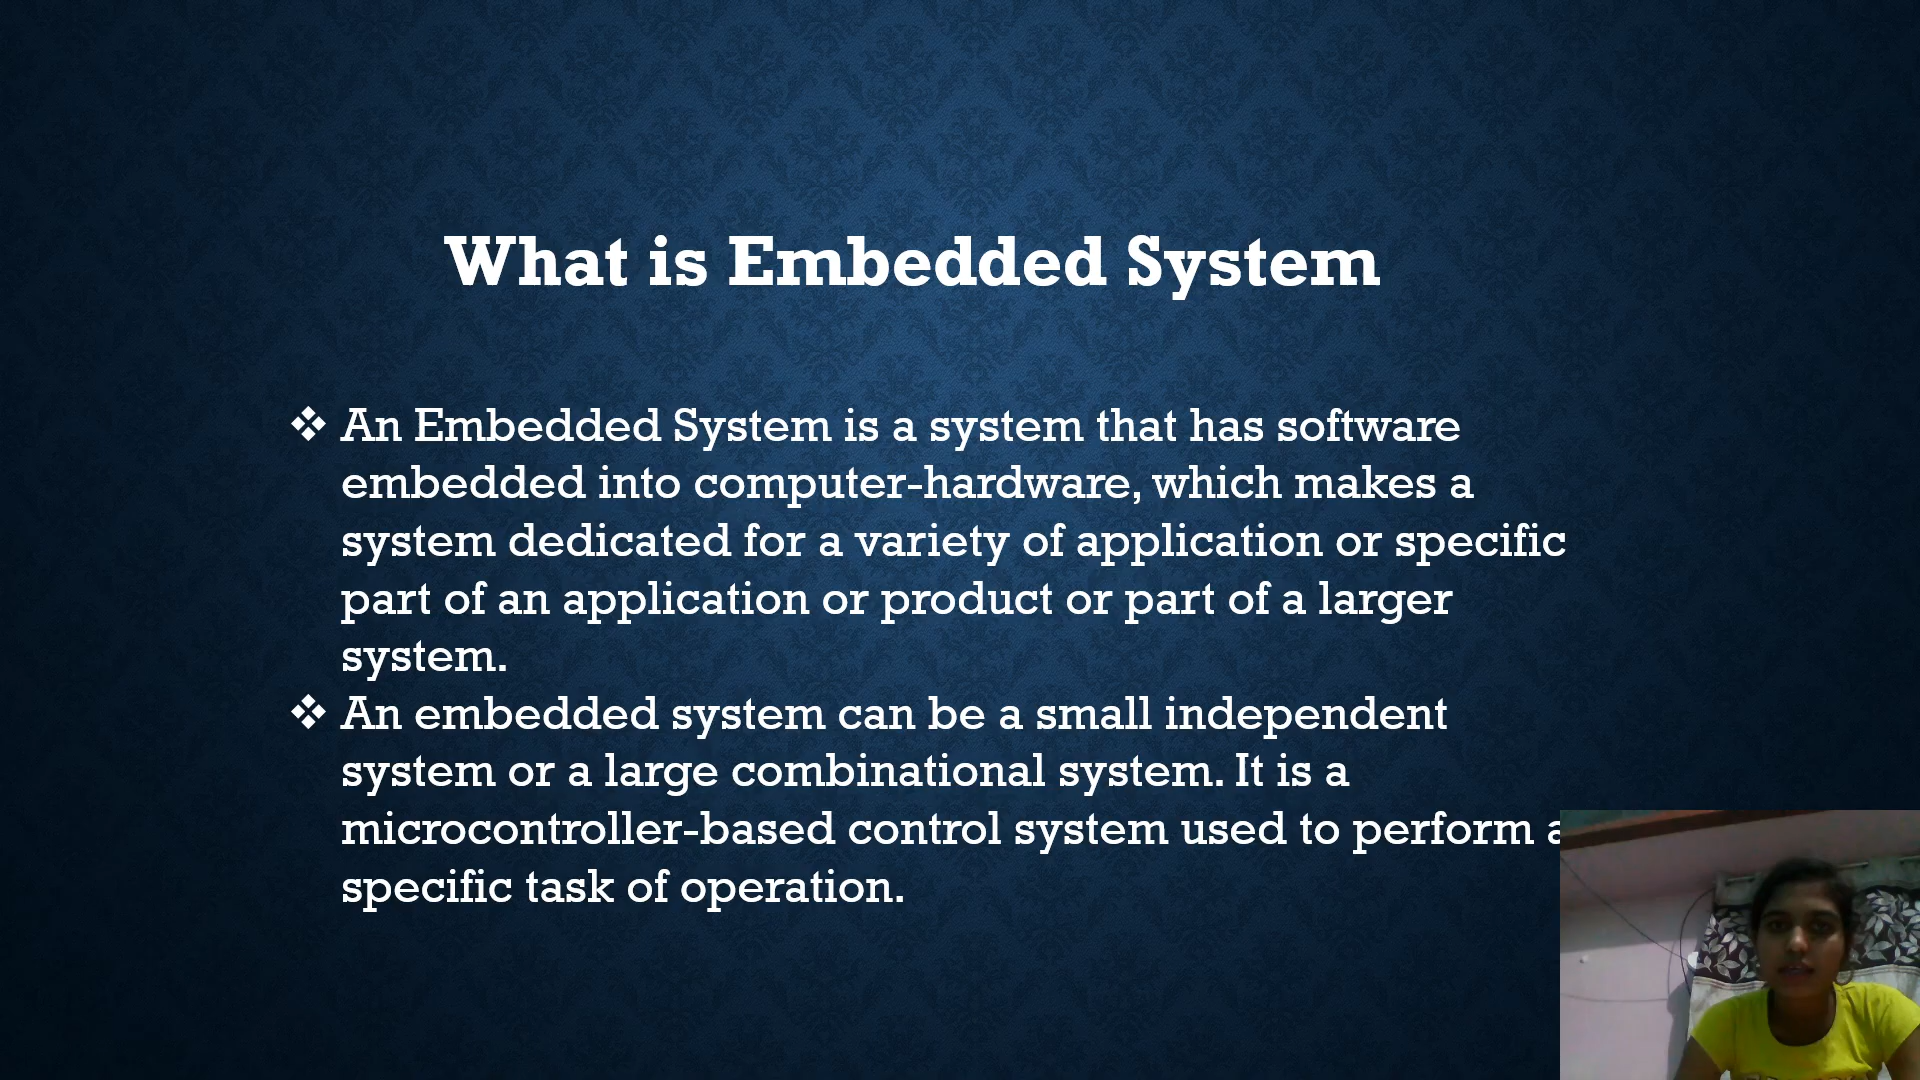 What is Embedded System
❖ An Embedded System is a system that has software
embedded into computer-hardware, which makes a
system dedicated for a variety of application or specific
part of an application or product or part of a larger
system.
❖ An embedded system can be a small independent
system or a large combinational system. It is a
microcontroller-based control system used to perform a
specific task of operation.